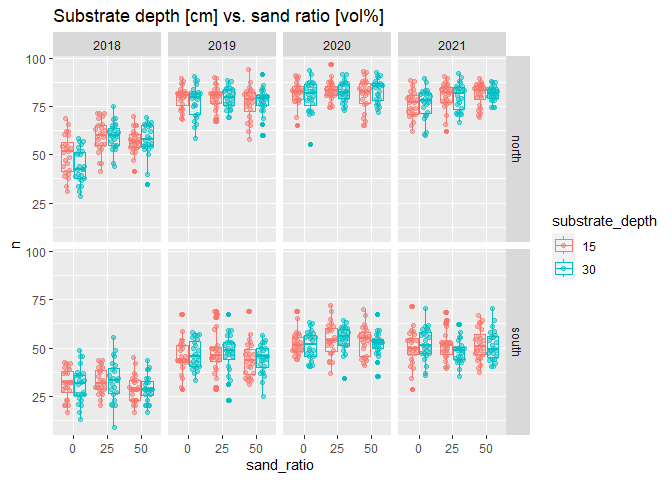 Substrate depth [cm] vs. sand ratio [vol%]
2018 2019 2020 2021
100
75
50
25
north
n
substrate_depth
15
30
100
75
50
25
south
0 25 50 0 25 50 0 25 50 0 25 50
sand_ratio